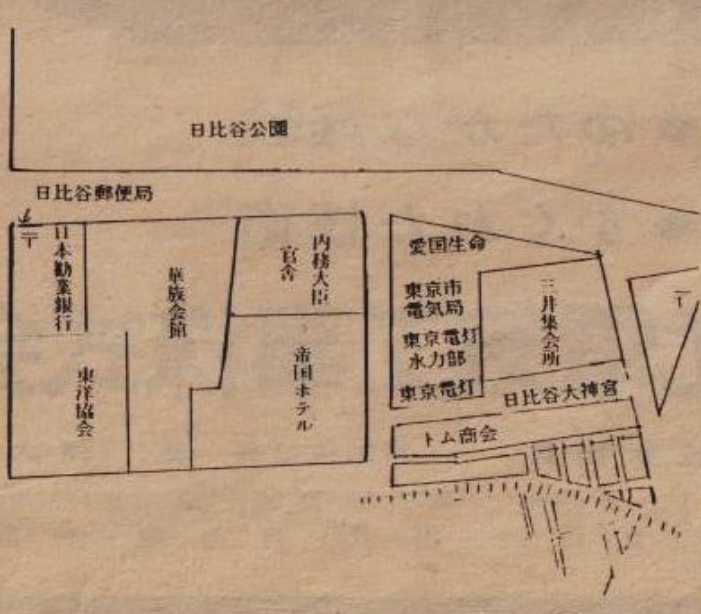 日比谷公園
日比谷郵便局
〒
日本勧業銀行
華族会館
内務大臣
官舎
東洋協会
帝国ホテル
愛国生命
東京市
電気局
東京電灯
水力部
東京電灯
三井集会所
〒
日比谷大神宮
トム商会